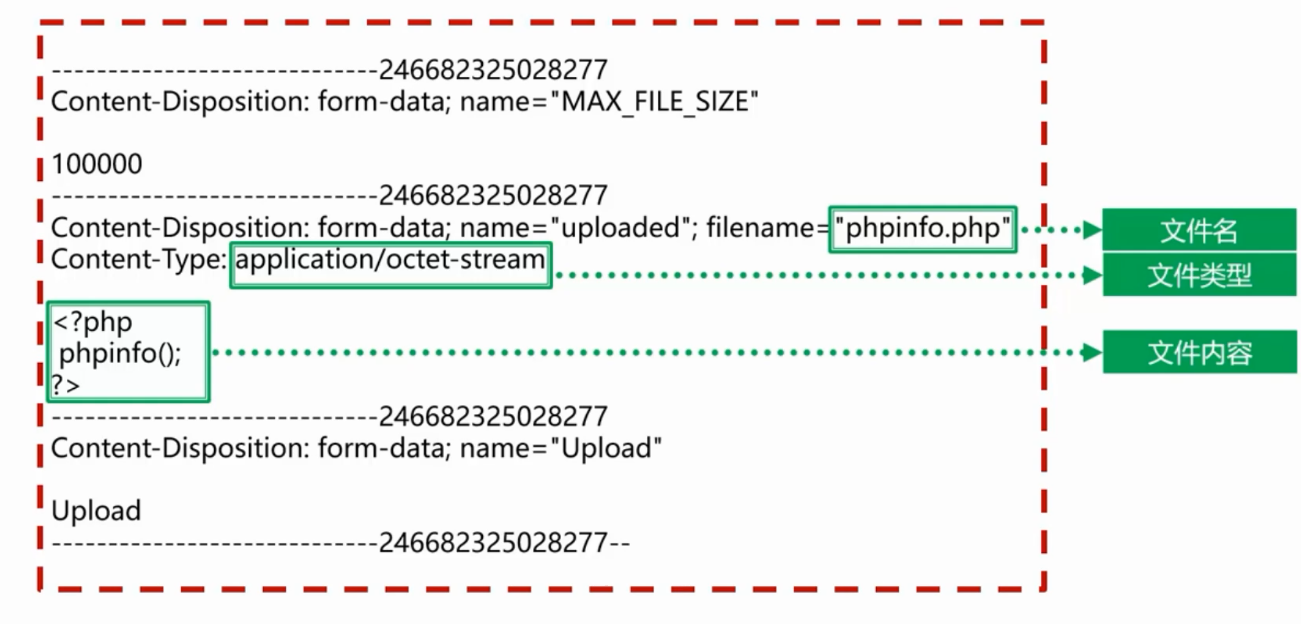 -----------------------------246682325028277
Content-Disposition: form-data; name="MAX_FILE_SIZE"
100000
-----------------------------246682325028277
Content-Disposition: form-data; name="uploaded"; filename="phpinfo.php"
文件名
Content-Type: application/octet-stream
文件类型
<?php
phpinfo();
文件内容
?>
-----------------------------246682325028277
Content-Disposition: form-data; name="Upload"
Upload
-----------------------------246682325028277--